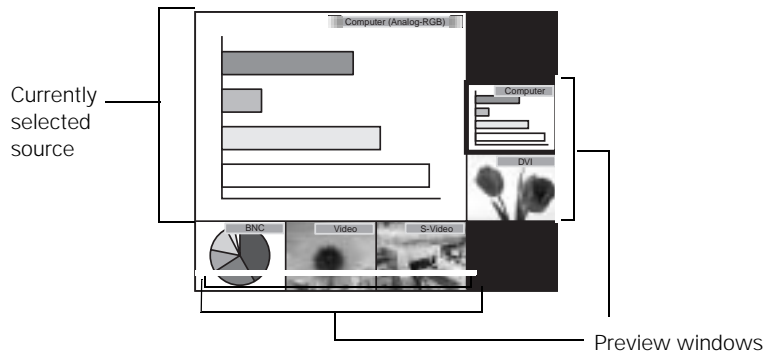 Computer (Analog-RGB)
Currently
selected
source
Computer
DVI
BNC
Video
S-Video
Preview windows